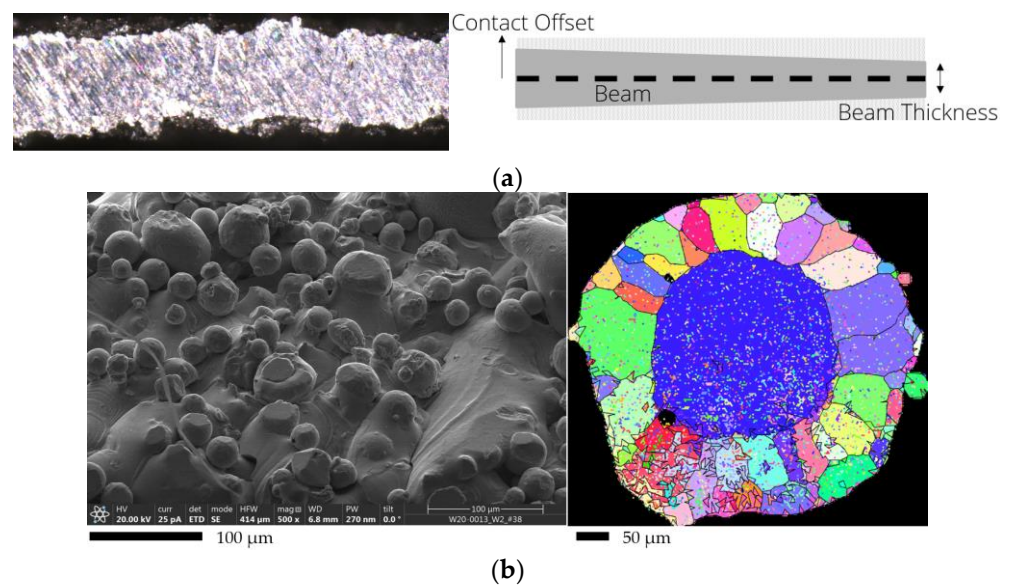 Contact Offset
Beam
Beam Thickness
(a)
HV curr det mode HFW mag WD PW tilt
20.00 kV 25 pA ETD SE 414 µm 500 x 6.8 mm 270 nm 0.0 °
100 µm
W20-0013_W2_#38
100 µm
50 µm
(b)